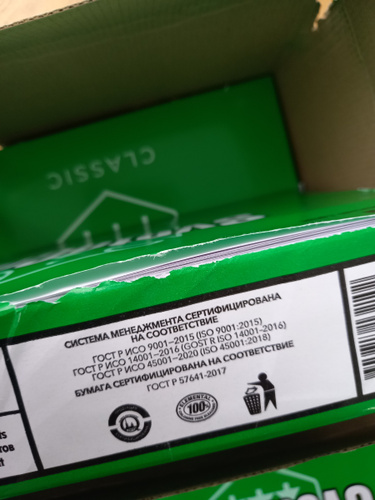 CLASSIC
СИСТЕМА МЕНЕДЖМЕНТА СЕРТИФИЦИРОВАНА
НА СООТВЕТСТВИЕ
ГОСТ Р ИСО 9001–2015 (ISO 9001:2015)
ГОСТ Р ИСО 14001–2016 (GOST R ISO 14001-2016)
ГОСТ Р ИСО 45001–2020 (ISO 45001:2018)
БУМАГА СЕРТИФИЦИРОВАНА НА СООТВЕТСТВИЕ
ГОСТ Р 57641-2017
ELEMENTAL
100%